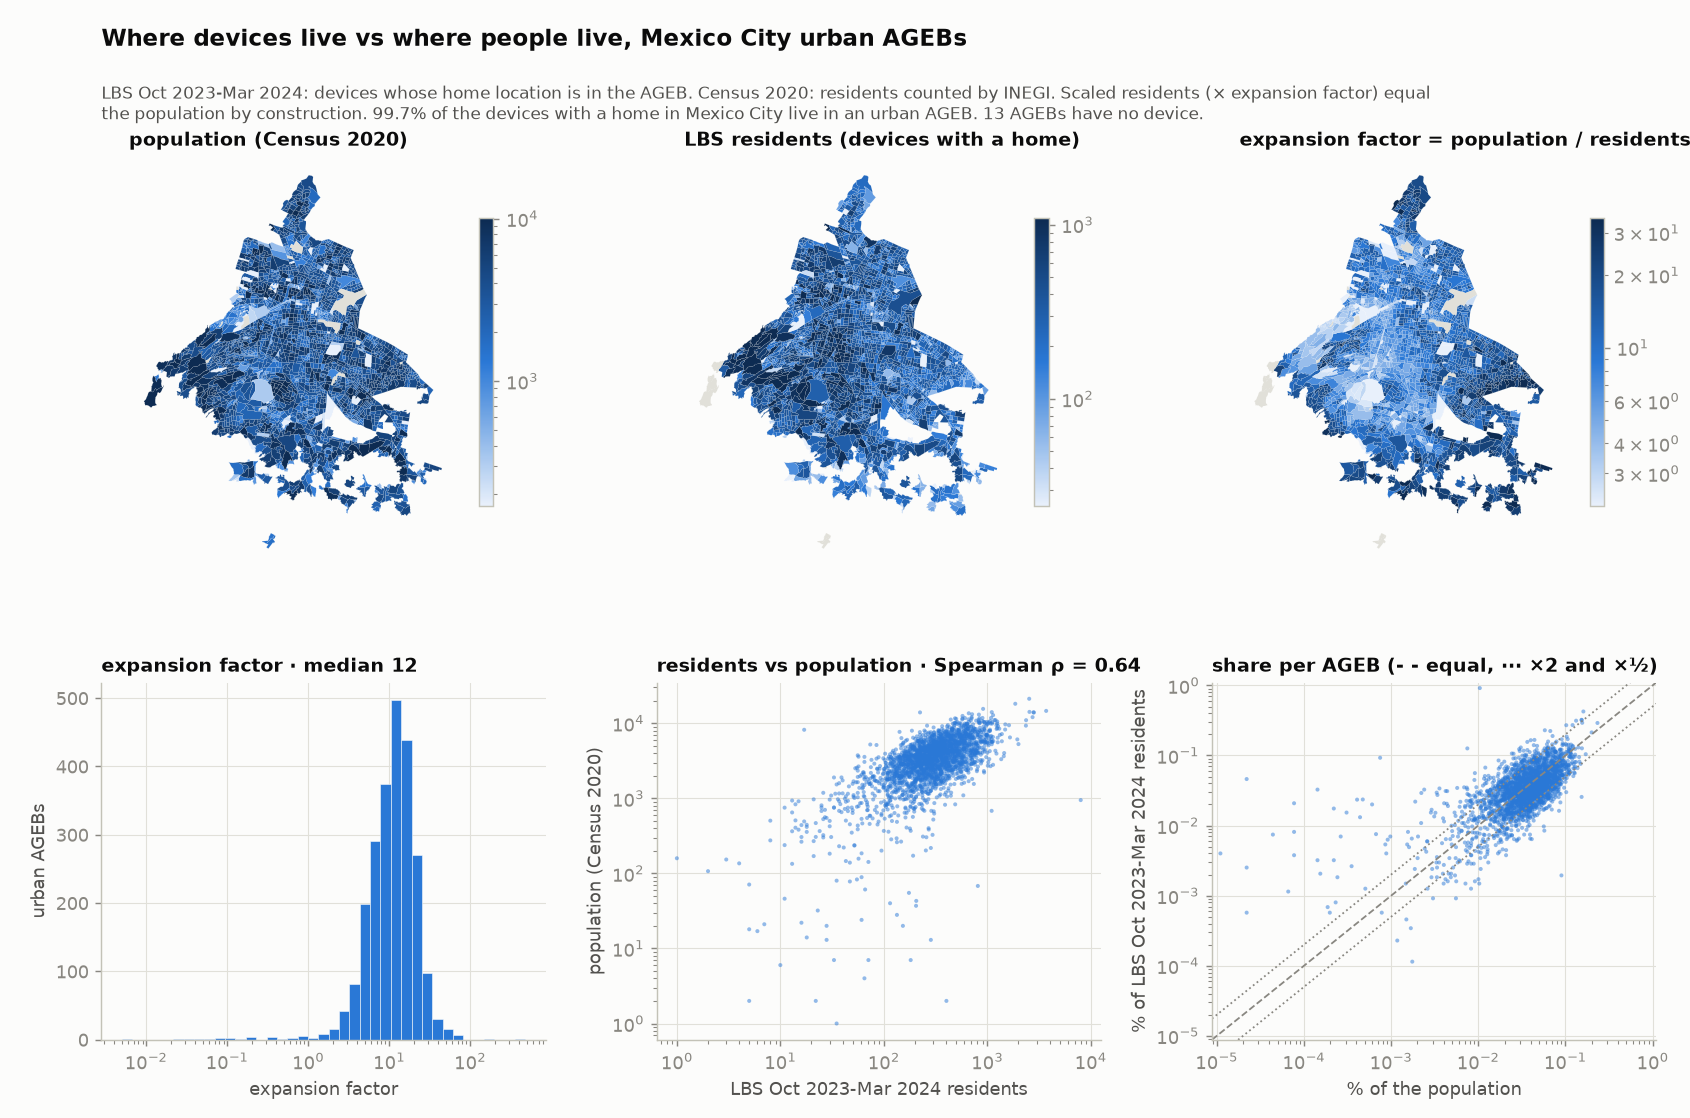 Where devices live vs where people live, Mexico City urban AGEBs
LBS Oct 2023-Mar 2024: devices whose home location is in the AGEB. Census 2020: residents counted by INEGI. Scaled residents (× expansion factor) equal
the population by construction. 99.7% of the devices with a home in Mexico City live in an urban AGEB. 13 AGEBs have no device.
population (Census 2020)
10⁴
10³
LBS residents (devices with a home)
10³
10²
expansion factor = population / residents
3 × 10¹
2 × 10¹
10¹
6 × 10⁰
4 × 10⁰
3 × 10⁰
expansion factor · median 12
urban AGEBs
500
400
300
200
100
0
10⁻²
10⁻¹
10⁰
10¹
10²
expansion factor
residents vs population · Spearman ρ = 0.64
population (Census 2020)
10⁴
10³
10²
10¹
10⁰
10⁰
10¹
10²
10³
10⁴
LBS Oct 2023-Mar 2024 residents
share per AGEB (- - equal, ··· ×2 and ×½)
% of LBS Oct 2023-Mar 2024 residents
10⁰
10⁻¹
10⁻²
10⁻³
10⁻⁴
10⁻⁵
10⁻⁵
10⁻⁴
10⁻³
10⁻²
10⁻¹
10⁰
% of the population